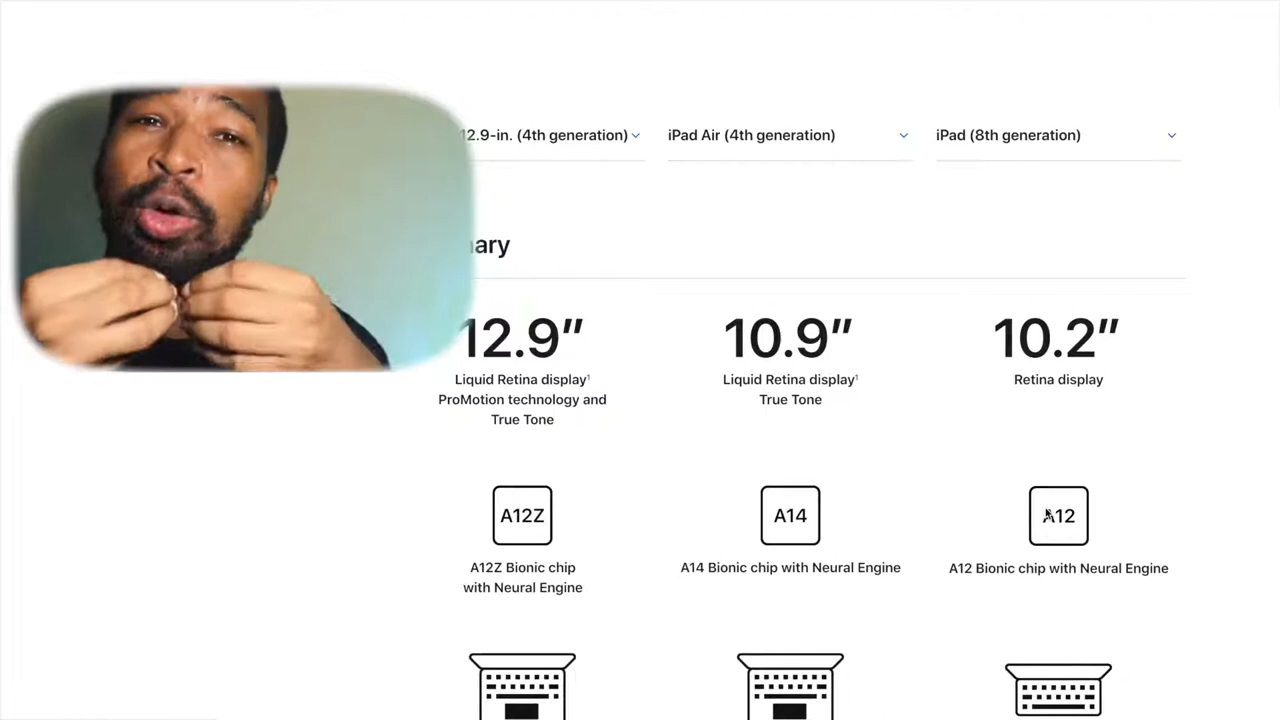 12.9-in. (4th generation)
iPad Air (4th generation)
iPad (8th generation)
12.9″
10.9″
10.2″
Liquid Retina display¹
ProMotion technology and
True Tone
Liquid Retina display¹
True Tone
Retina display
A12Z
A14
A12
A12Z Bionic chip
with Neural Engine
A14 Bionic chip with Neural Engine
A12 Bionic chip with Neural Engine